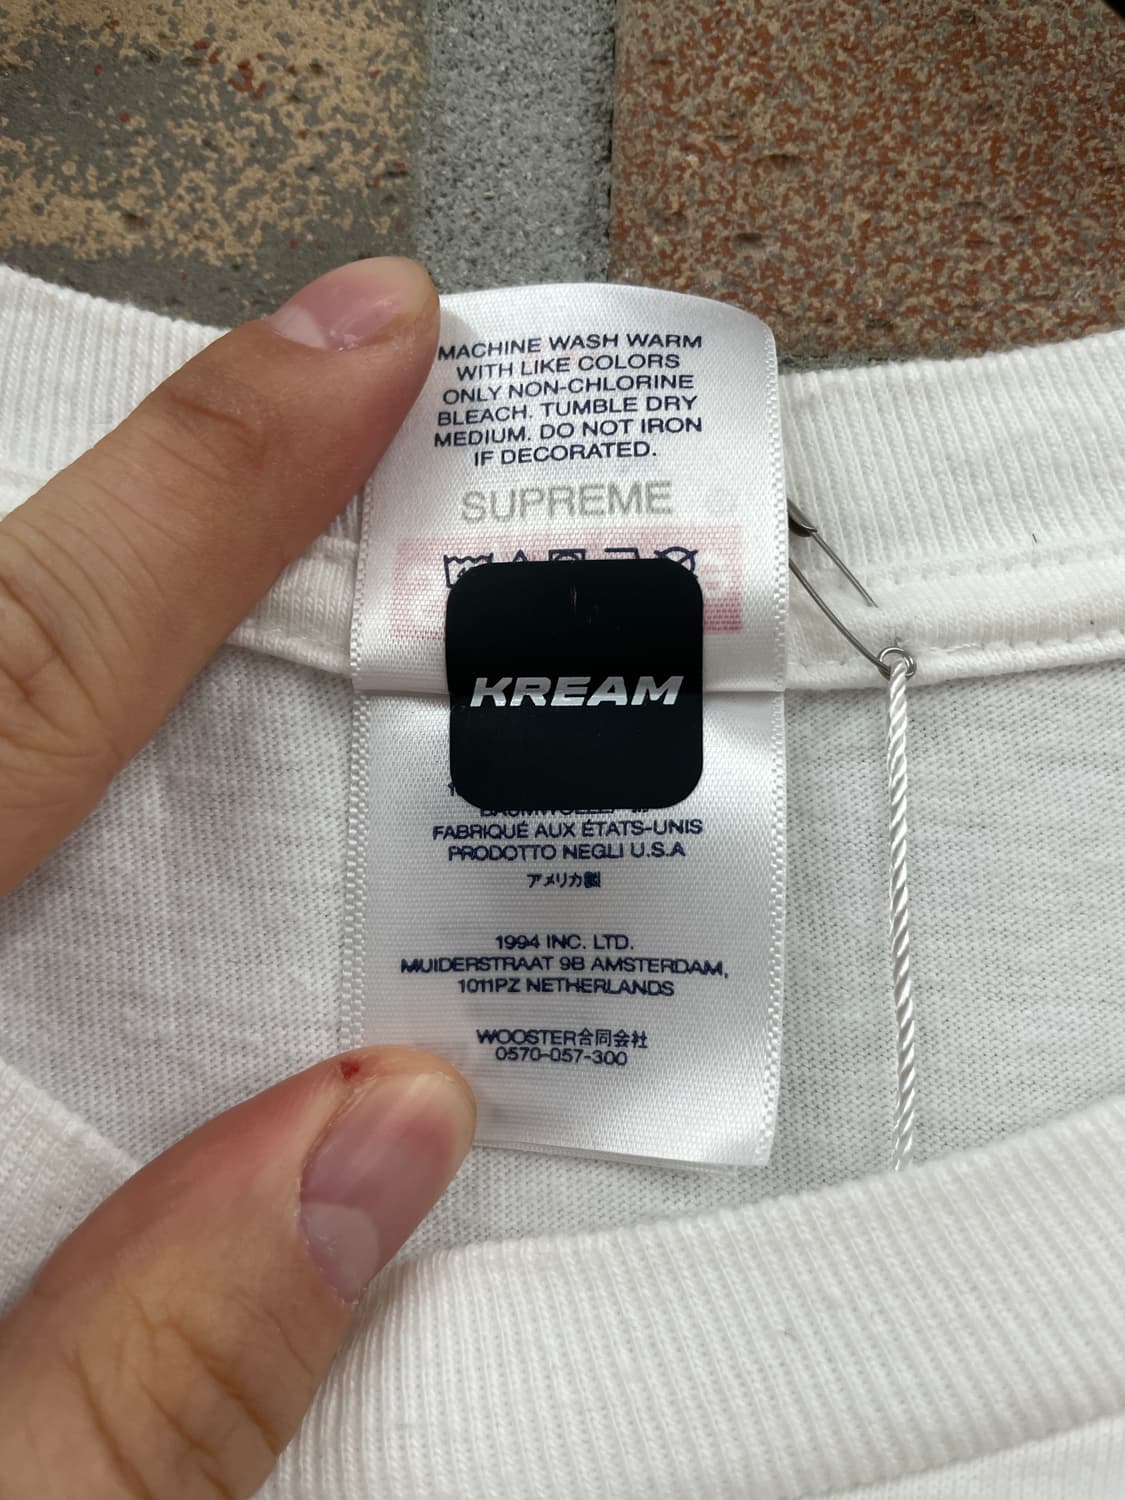 MACHINE WASH WARM
WITH LIKE COLORS
ONLY NON-CHLORINE
BLEACH. TUMBLE DRY
MEDIUM. DO NOT IRON
IF DECORATED.
SUPREME
KREAM
FABRIQUÉ AUX ÉTATS-UNIS
PRODOTTO NEGLI U.S.A
アメリカ製
1994 INC. LTD.
MUIDERSTRAAT 9B AMSTERDAM,
1011PZ NETHERLANDS
WOOSTER合同会社
0570-057-300